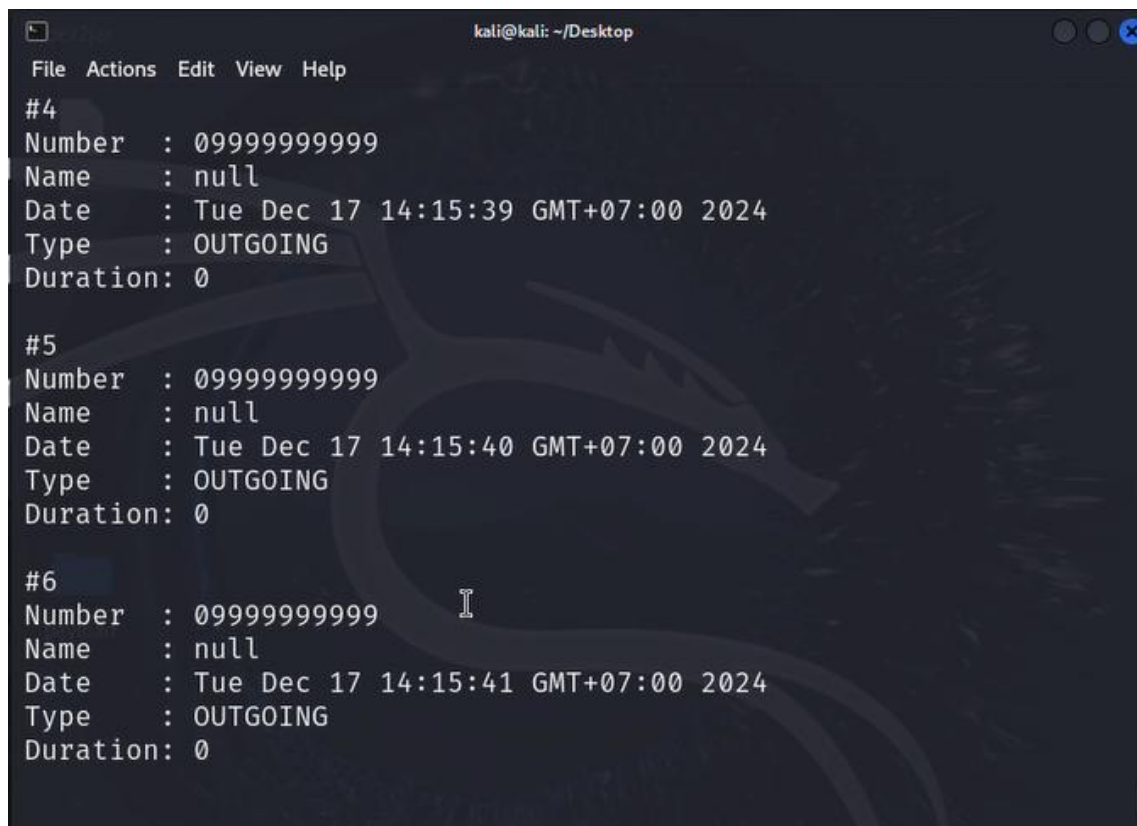 kali@kali: ~/Desktop
File Actions Edit View Help
#4
Number : 09999999999
Name : null
Date : Tue Dec 17 14:15:39 GMT+07:00 2024
Type : OUTGOING
Duration: 0
#5
Number : 09999999999
Name : null
Date : Tue Dec 17 14:15:40 GMT+07:00 2024
Type : OUTGOING
Duration: 0
#6
Number : 09999999999
Name : null
Date : Tue Dec 17 14:15:41 GMT+07:00 2024
Type : OUTGOING
Duration: 0